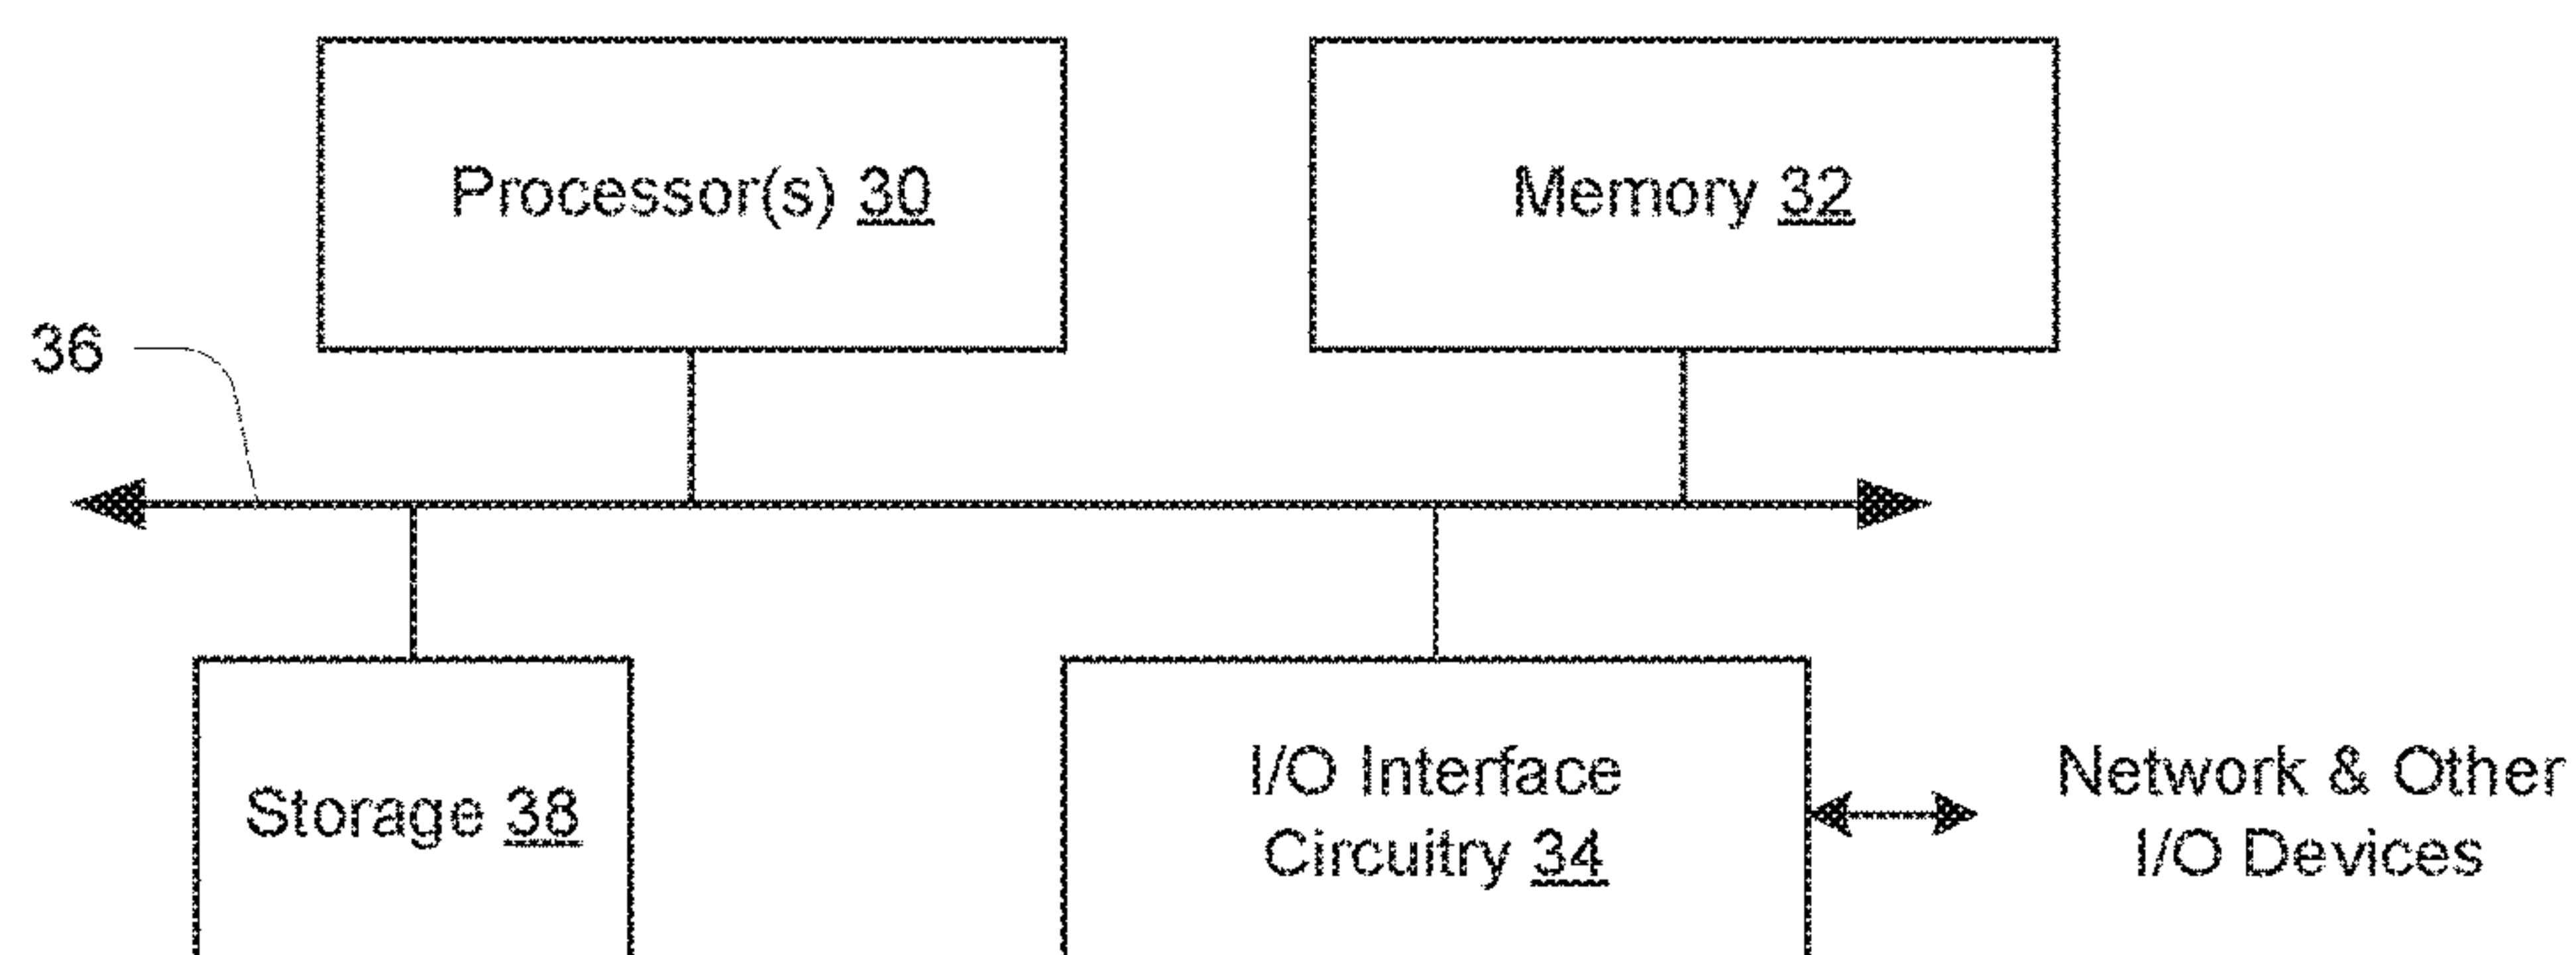 Processor(s) 30
Memory 32
36
Storage 38
I/O Interface
Circuitry 34
Network & Other
I/O Devices